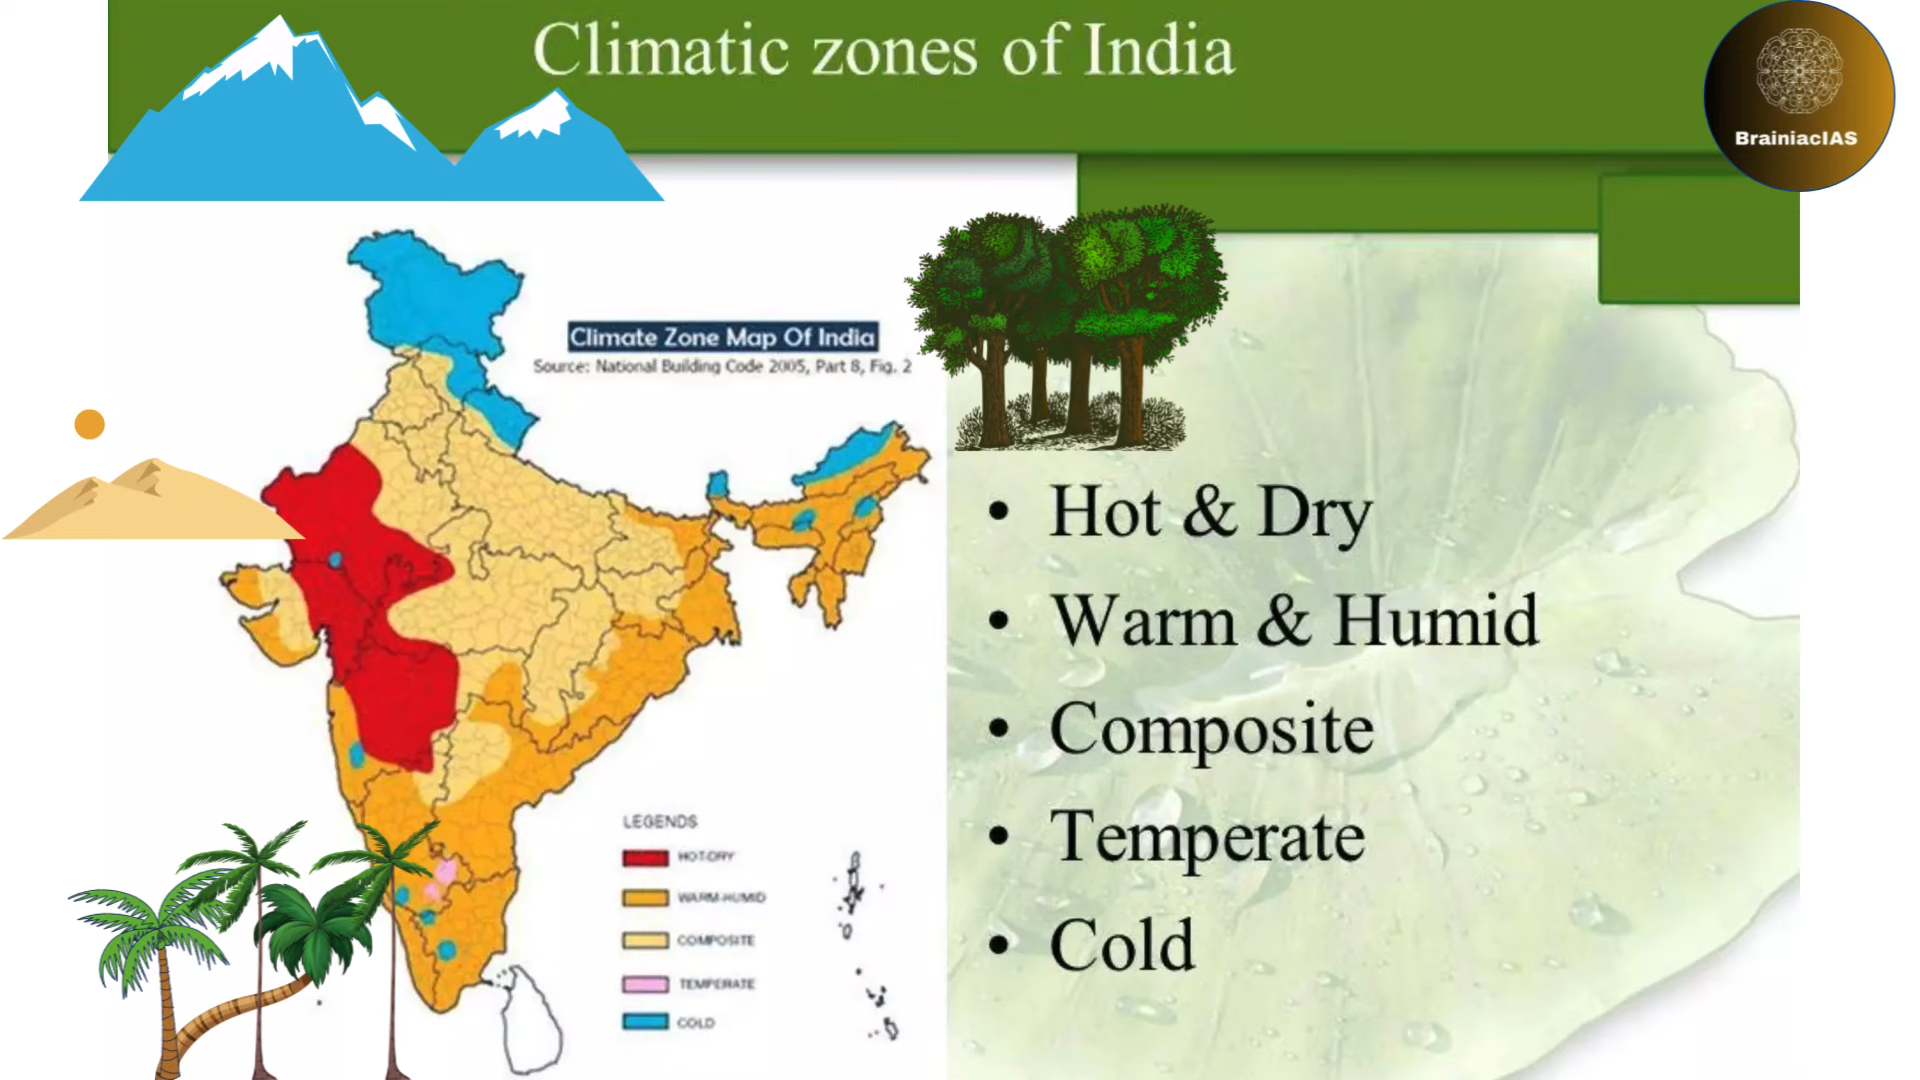 Climatic zones of India
BrainiacIAS
Climate Zone Map Of India
Source: National Building Code 2005, Part 8, Fig. 2
• Hot & Dry
• Warm & Humid
• Composite
• Temperate
• Cold
LEGENDS
HOT-DRY
WARM-HUMID
COMPOSITE
TEMPERATE
COLD